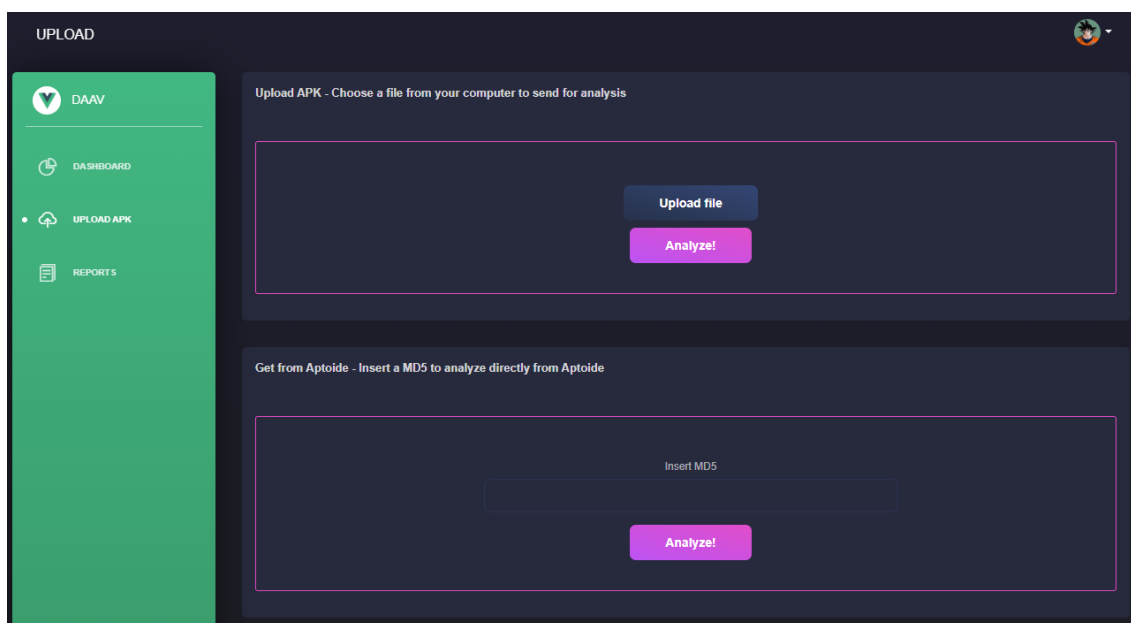 UPLOAD
DAAV
DASHBOARD
UPLOAD APK
REPORTS
Upload APK - Choose a file from your computer to send for analysis
Upload file
Analyze!
Get from Aptoide - Insert a MD5 to analyze directly from Aptoide
Insert MD5
Analyze!